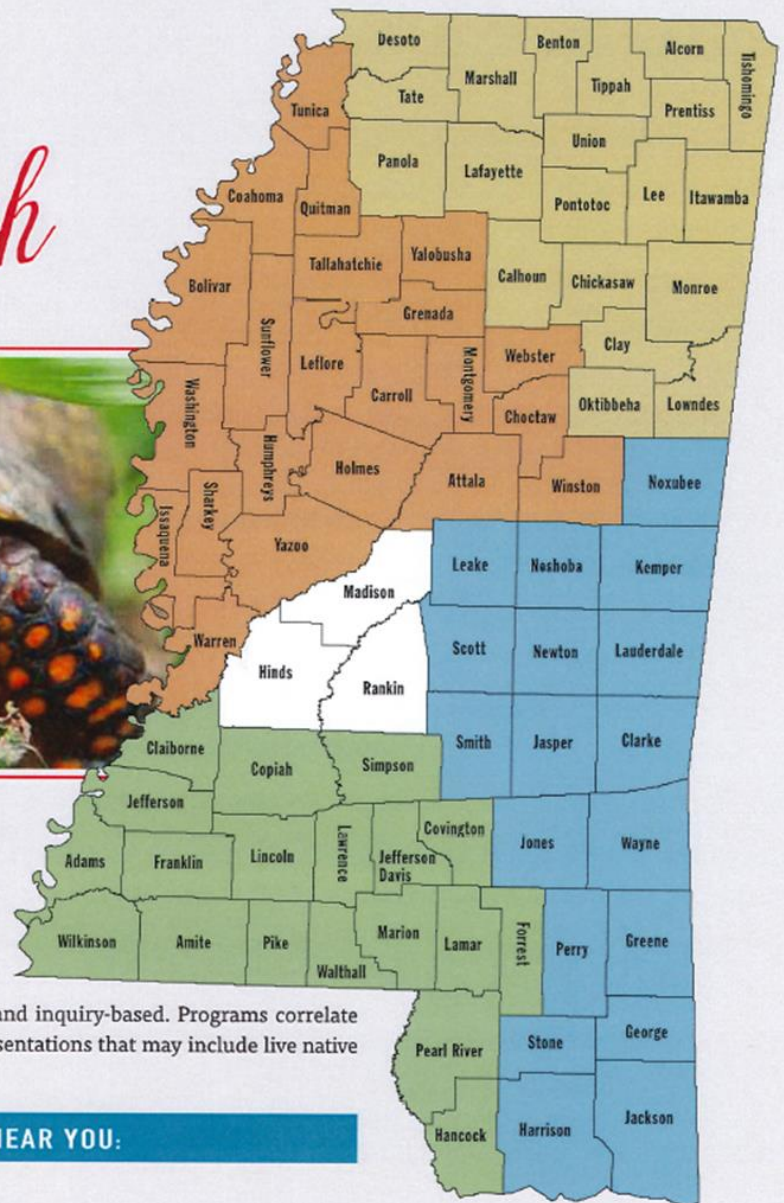 h
Desoto
Marshall
Benton
Tippah
Alcorn
Tishomingo
Tunica
Tate
Prentiss
Panola
Lafayette
Union
Pontotoc
Lee
Itawamba
Coahoma
Quitman
Tallahatchie
Yalobusha
Calhoun
Chickasaw
Monroe
Bolivar
Sunflower
Leflore
Grenada
Carroll
Montgomery
Webster
Clay
Choctaw
Oktibbeha
Lowndes
Washington
Humphreys
Holmes
Attala
Winston
Noxubee
Issaquena
Sharkey
Yazoo
Madison
Leake
Neshoba
Kemper
Warren
Hinds
Rankin
Scott
Newton
Lauderdale
Claiborne
Copiah
Simpson
Smith
Jasper
Clarke
Jefferson
Adams
Franklin
Lincoln
Lawrence
Jefferson
Davis
Covington
Jones
Wayne
Wilkinson
Amite
Pike
Walthall
Marion
Lamar
Forrest
Perry
Greene
and inquiry-based. Programs correlate
sentations that may include live native
Pearl River
Stone
George
NEAR YOU:
Hancock
Harrison
Jackson